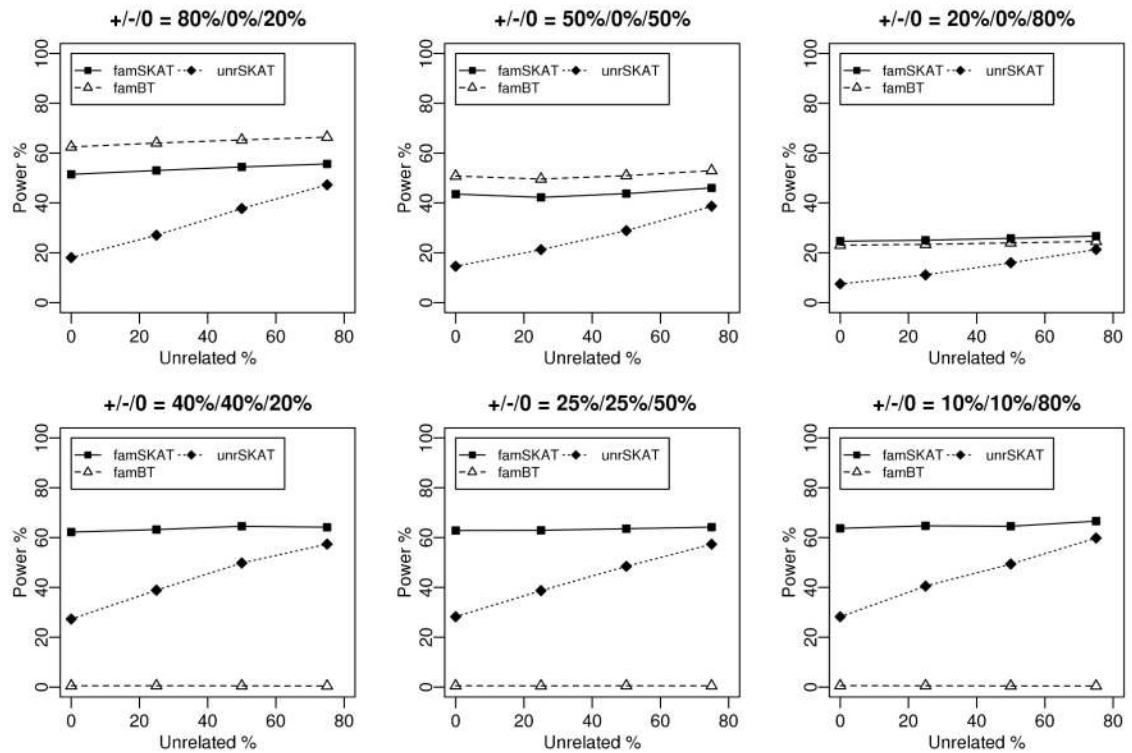 +/-/0 = 80%/0%/20%
famSKAT unrSKAT
famBT
Power %
0 20 40 60 80 100
0 20 40 60 80
Unrelated %
+/-/0 = 50%/0%/50%
famSKAT unrSKAT
famBT
Power %
0 20 40 60 80 100
0 20 40 60 80
Unrelated %
+/-/0 = 20%/0%/80%
famSKAT unrSKAT
famBT
Power %
0 20 40 60 80 100
0 20 40 60 80
Unrelated %
+/-/0 = 40%/40%/20%
famSKAT unrSKAT
famBT
Power %
0 20 40 60 80 100
0 20 40 60 80
Unrelated %
+/-/0 = 25%/25%/50%
famSKAT unrSKAT
famBT
Power %
0 20 40 60 80 100
0 20 40 60 80
Unrelated %
+/-/0 = 10%/10%/80%
famSKAT unrSKAT
famBT
Power %
0 20 40 60 80 100
0 20 40 60 80
Unrelated %